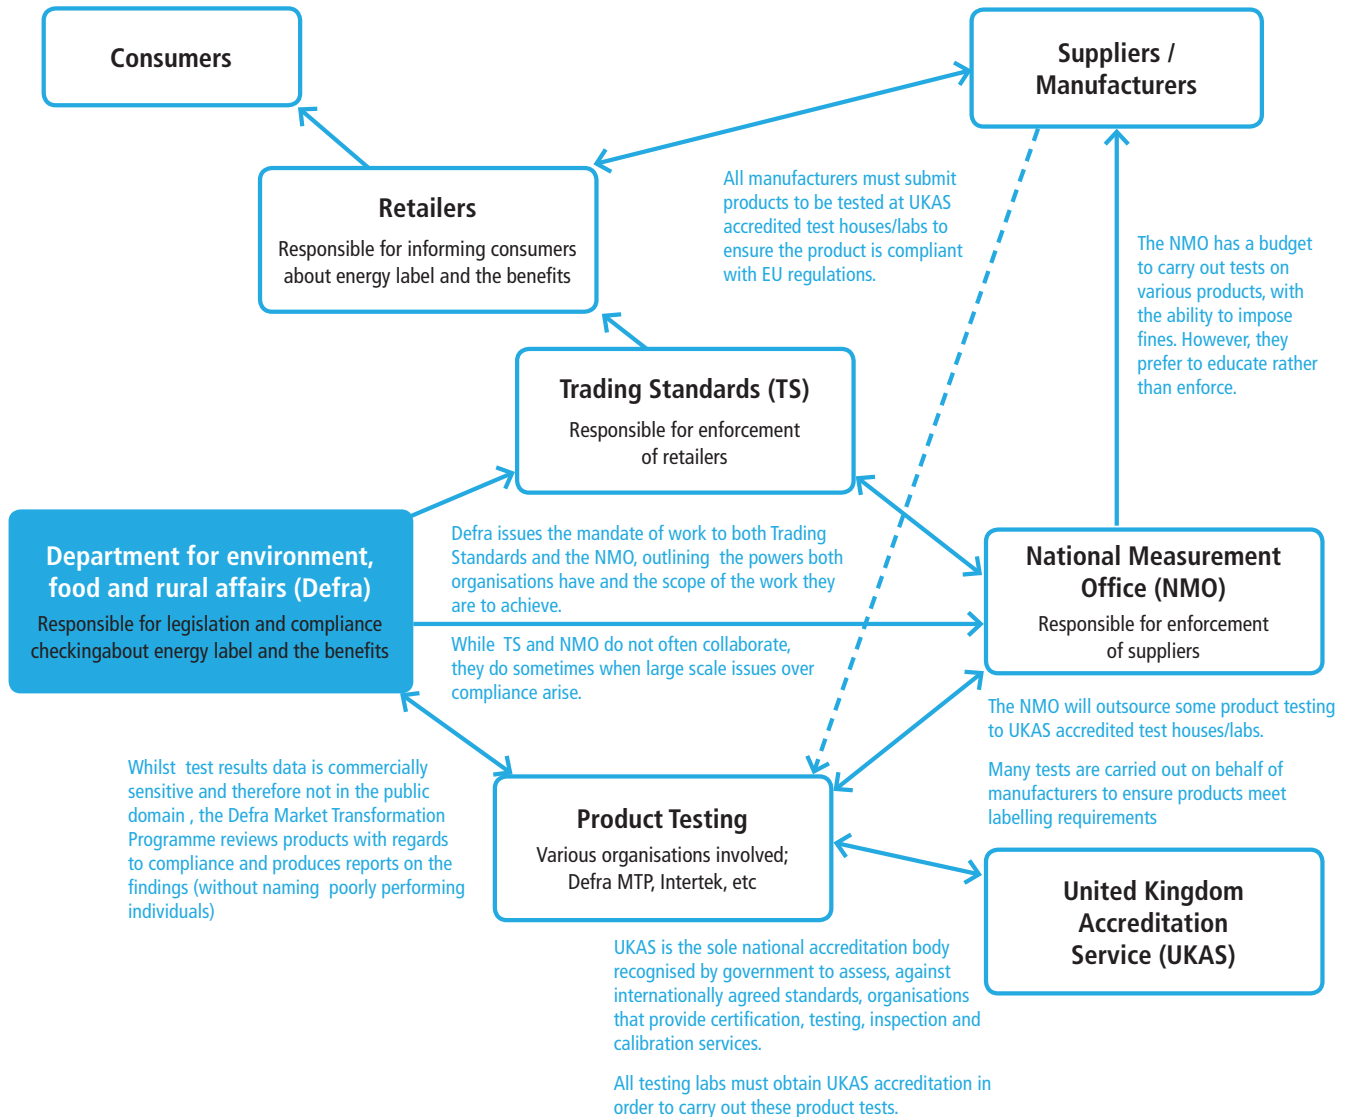 Consumers
Suppliers /
Manufacturers
Retailers
Responsible for informing consumers
about energy label and the benefits
All manufacturers must submit
products to be tested at UKAS
accredited test houses/labs to
ensure the product is compliant
with EU regulations.
The NMO has a budget
to carry out tests on
various products, with
the ability to impose
fines. However, they
prefer to educate rather
than enforce.
Trading Standards (TS)
Responsible for enforcement
of retailers
Department for environment,
food and rural affairs (Defra)
Responsible for legislation and compliance
checkingabout energy label and the benefits
Defra issues the mandate of work to both Trading
Standards and the NMO, outlining  the powers both
organisations have and the scope of the work they
are to achieve.
While  TS and NMO do not often collaborate,
they do sometimes when large scale issues over
compliance arise.
National Measurement
Office (NMO)
Responsible for enforcement
of suppliers
The NMO will outsource some product testing
to UKAS accredited test houses/labs.
Many tests are carried out on behalf of
manufacturers to ensure products meet
labelling requirements
Whilst  test results data is commercially
sensitive and therefore not in the public
domain , the Defra Market Transformation
Programme reviews products with regards
to compliance and produces reports on the
findings (without naming  poorly performing
individuals)
Product Testing
Various organisations involved;
Defra MTP, Intertek, etc
United Kingdom
Accreditation
Service (UKAS)
UKAS is the sole national accreditation body
recognised by government to assess, against
internationally agreed standards, organisations
that provide certification, testing, inspection and
calibration services.
All testing labs must obtain UKAS accreditation in
order to carry out these product tests.